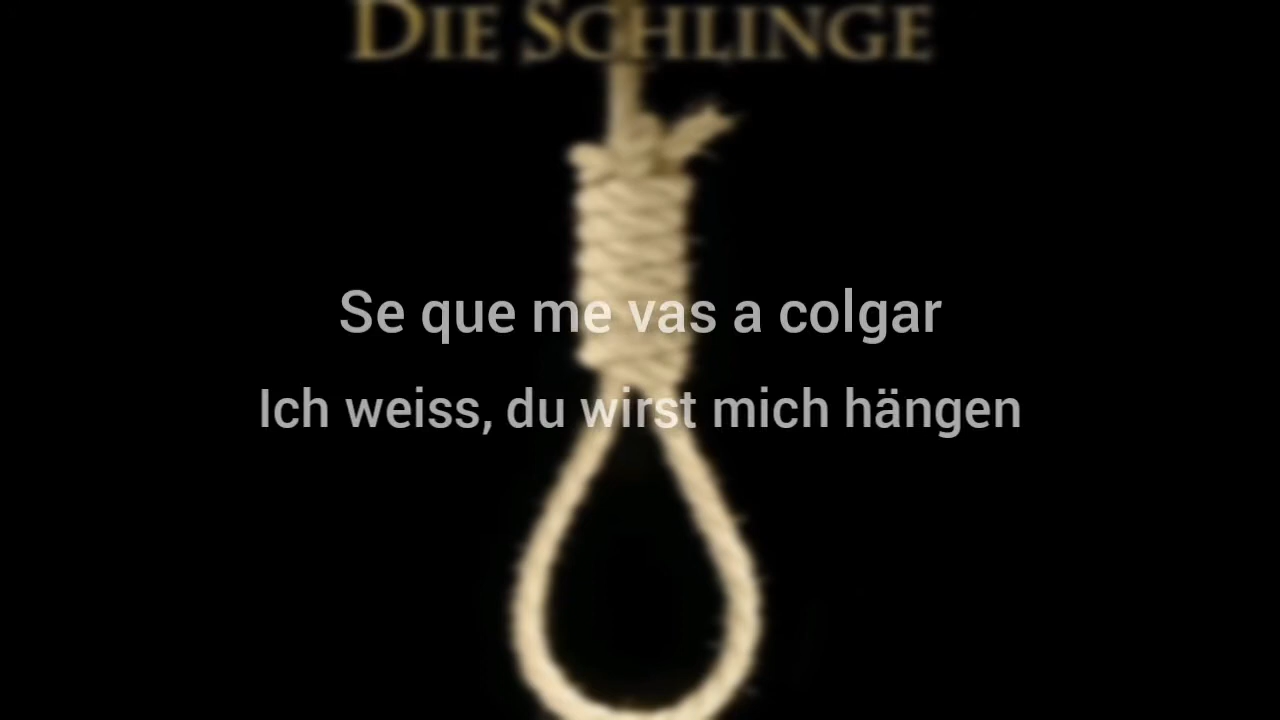 DIE SCHLINGE
Se que me vas a colgar
Ich weiss, du wirst mich hängen